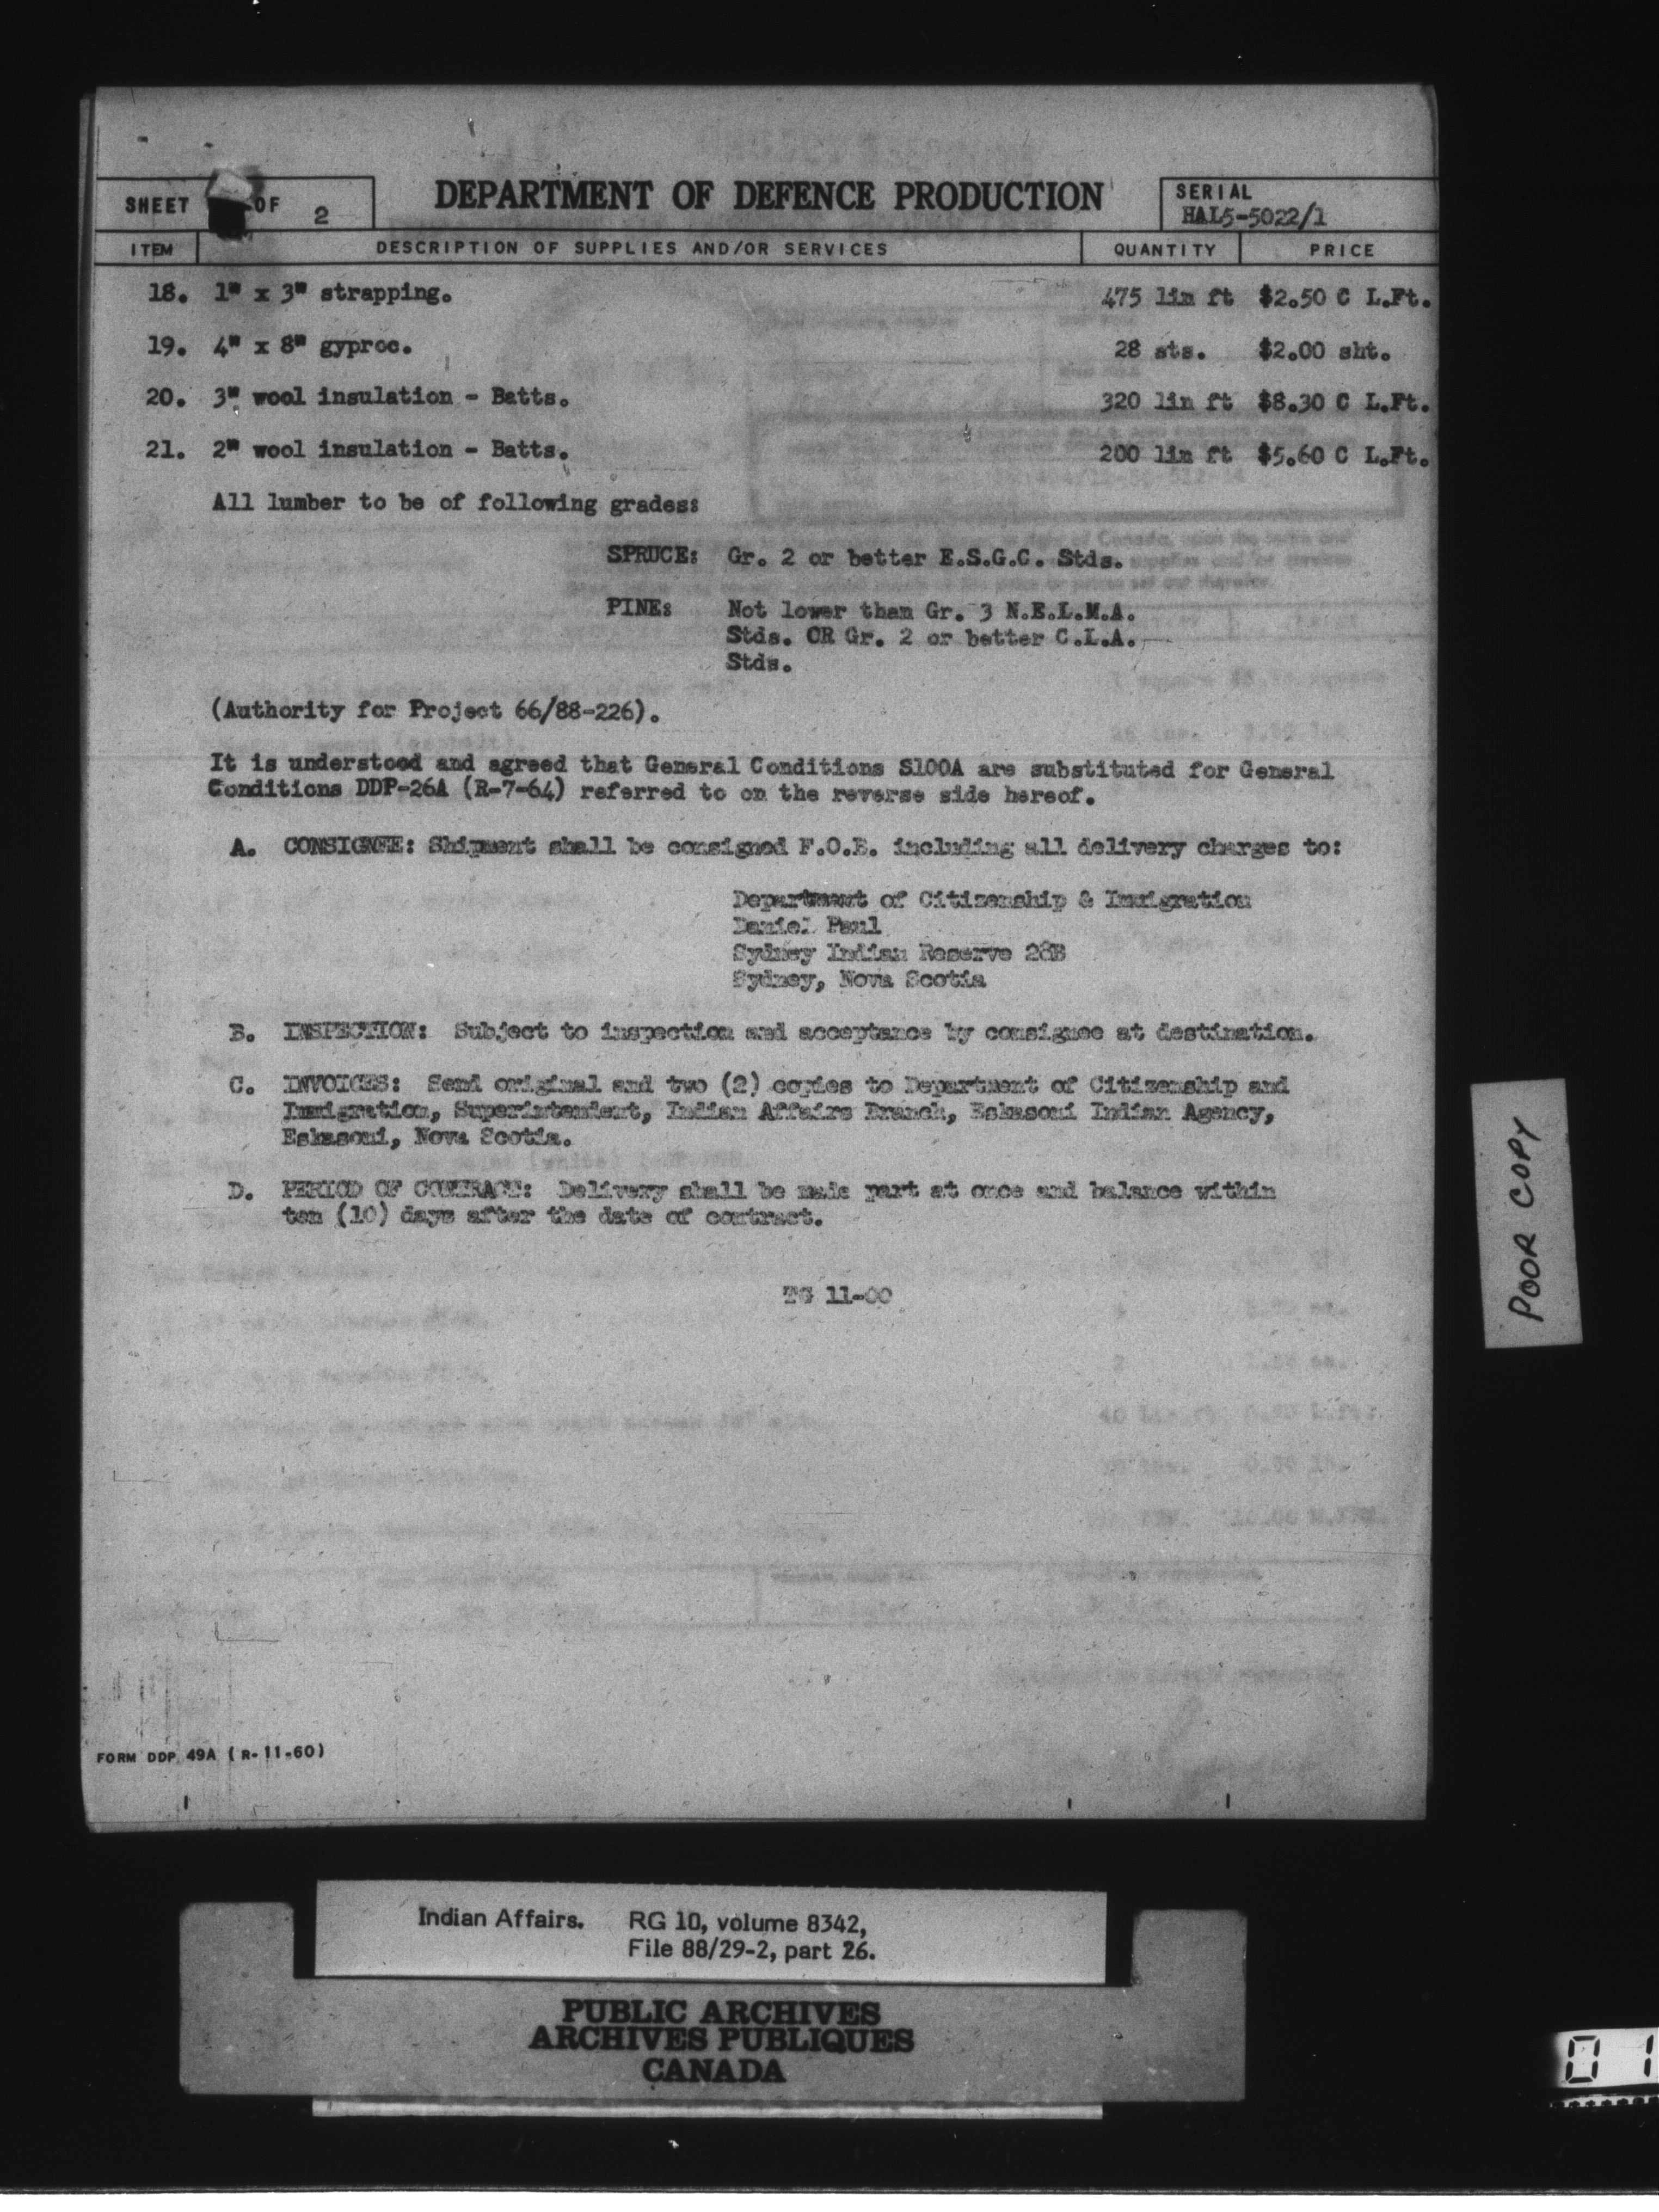 SHEET OF 2
DEPARTMENT OF DEFENCE PRODUCTION
SERIAL
HAL5-5022/1
ITEM DESCRIPTION OF SUPPLIES AND/OR SERVICES QUANTITY PRICE
18. 1" x 3" strapping. 475 lin ft $2.50 C L.Ft.
19. 4" x 8" gyproc. 28 sts. $2.00 sht.
20. 3" wool insulation - Batts. 320 lin ft $8.30 C L.Ft.
21. 2" wool insulation - Batts. 200 lin ft $5.60 C L.Ft.
All lumber to be of following grades:
SPRUCE: Gr. 2 or better E.S.G.C. Stds.
PINE: Not lower than Gr. 3 N.E.L.M.A.
Stds. OR Gr. 2 or better C.L.A.
Stds.
(Authority for Project 66/88-226).
It is understood and agreed that General Conditions S100A are substituted for General
Conditions DDP-26A (R-7-64) referred to on the reverse side hereof.
A. CONSIGNEE: Shipment shall be consigned F.O.B. including all delivery charges to:
Department of Citizenship & Immigration
Daniel Paul
Sydney Indian Reserve 28B
Sydney, Nova Scotia
B. INSPECTION: Subject to inspection and acceptance by consignee at destination.
C. INVOICES: Send original and two (2) copies to Department of Citizenship and
Immigration, Superintendent, Indian Affairs Branch, Eskasoni Indian Agency,
Eskasoni, Nova Scotia.
D. PERIOD OF CONTRACT: Delivery shall be made part at once and balance within
ten (10) days after the date of contract.
TG 11-00
FORM DDP 49A (R-11-60)
POOR COPY
Indian Affairs. RG 10, volume 8342,
File 88/29-2, part 26.
PUBLIC ARCHIVES
ARCHIVES PUBLIQUES
CANADA
01